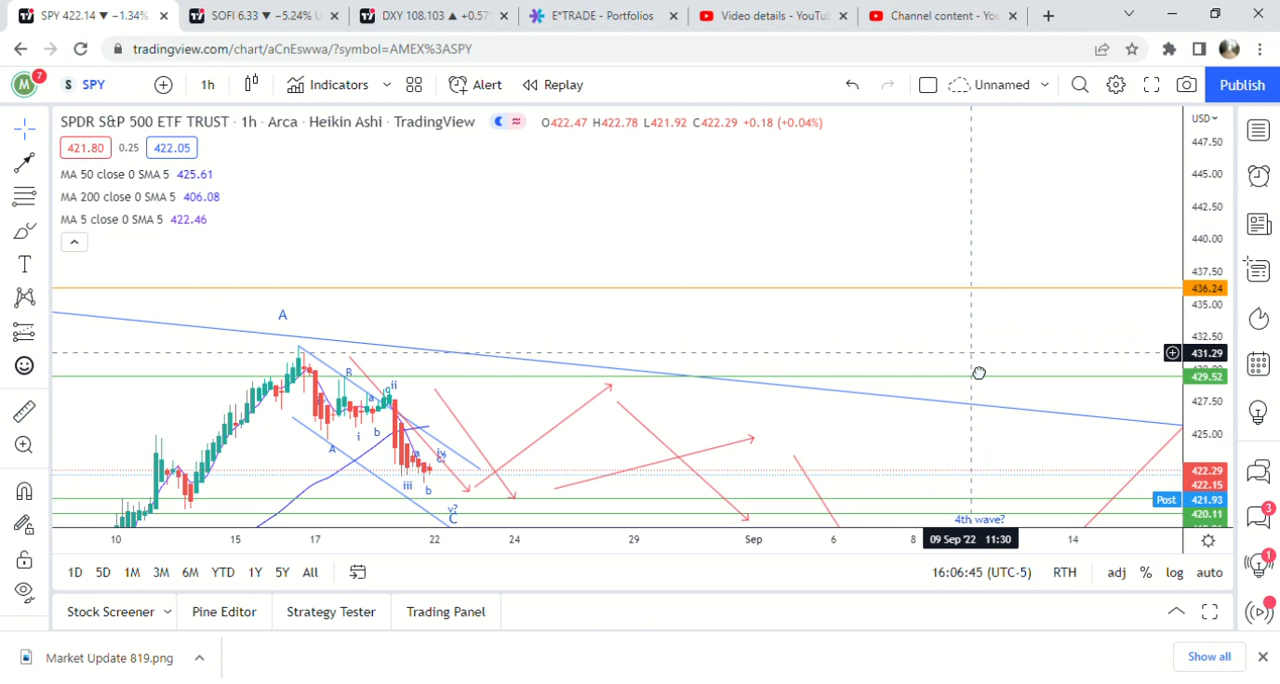 SPY 422.14 ▼ −1.34%
SOFI 6.33 ▼ −5.24% U
DXY 108.103 ▲ +0.57
E*TRADE - Portfolios
Video details - YouTu
Channel content - You
tradingview.com/chart/aCnEswwa/?symbol=AMEX%3ASPY
M
7
S
SPY
1h
Indicators
Alert
Replay
Unnamed
Publish
SPDR S&P 500 ETF TRUST · 1h · Arca · Heikin Ashi · TradingView
O422.47 H422.78 L421.92 C422.29 +0.18 (+0.04%)
USD
421.80
0.25
422.05
MA 50 close 0 SMA 5 425.61
MA 200 close 0 SMA 5 406.08
MA 5 close 0 SMA 5 422.46
447.50
445.00
442.50
440.00
437.50
436.24
435.00
432.50
431.29
429.52
427.50
425.00
422.29
422.15
Post
421.93
420.11
A
B
a
c
ii
i
b
A
a
iv
c
iii
b
v?
C
4th wave?
10
15
17
22
24
29
Sep
6
8
09 Sep '22 11:30
14
1D
5D
1M
3M
6M
YTD
1Y
5Y
All
16:06:45 (UTC-5)
RTH
adj
%
log
auto
Stock Screener
Pine Editor
Strategy Tester
Trading Panel
3
Market Update 819.png
Show all